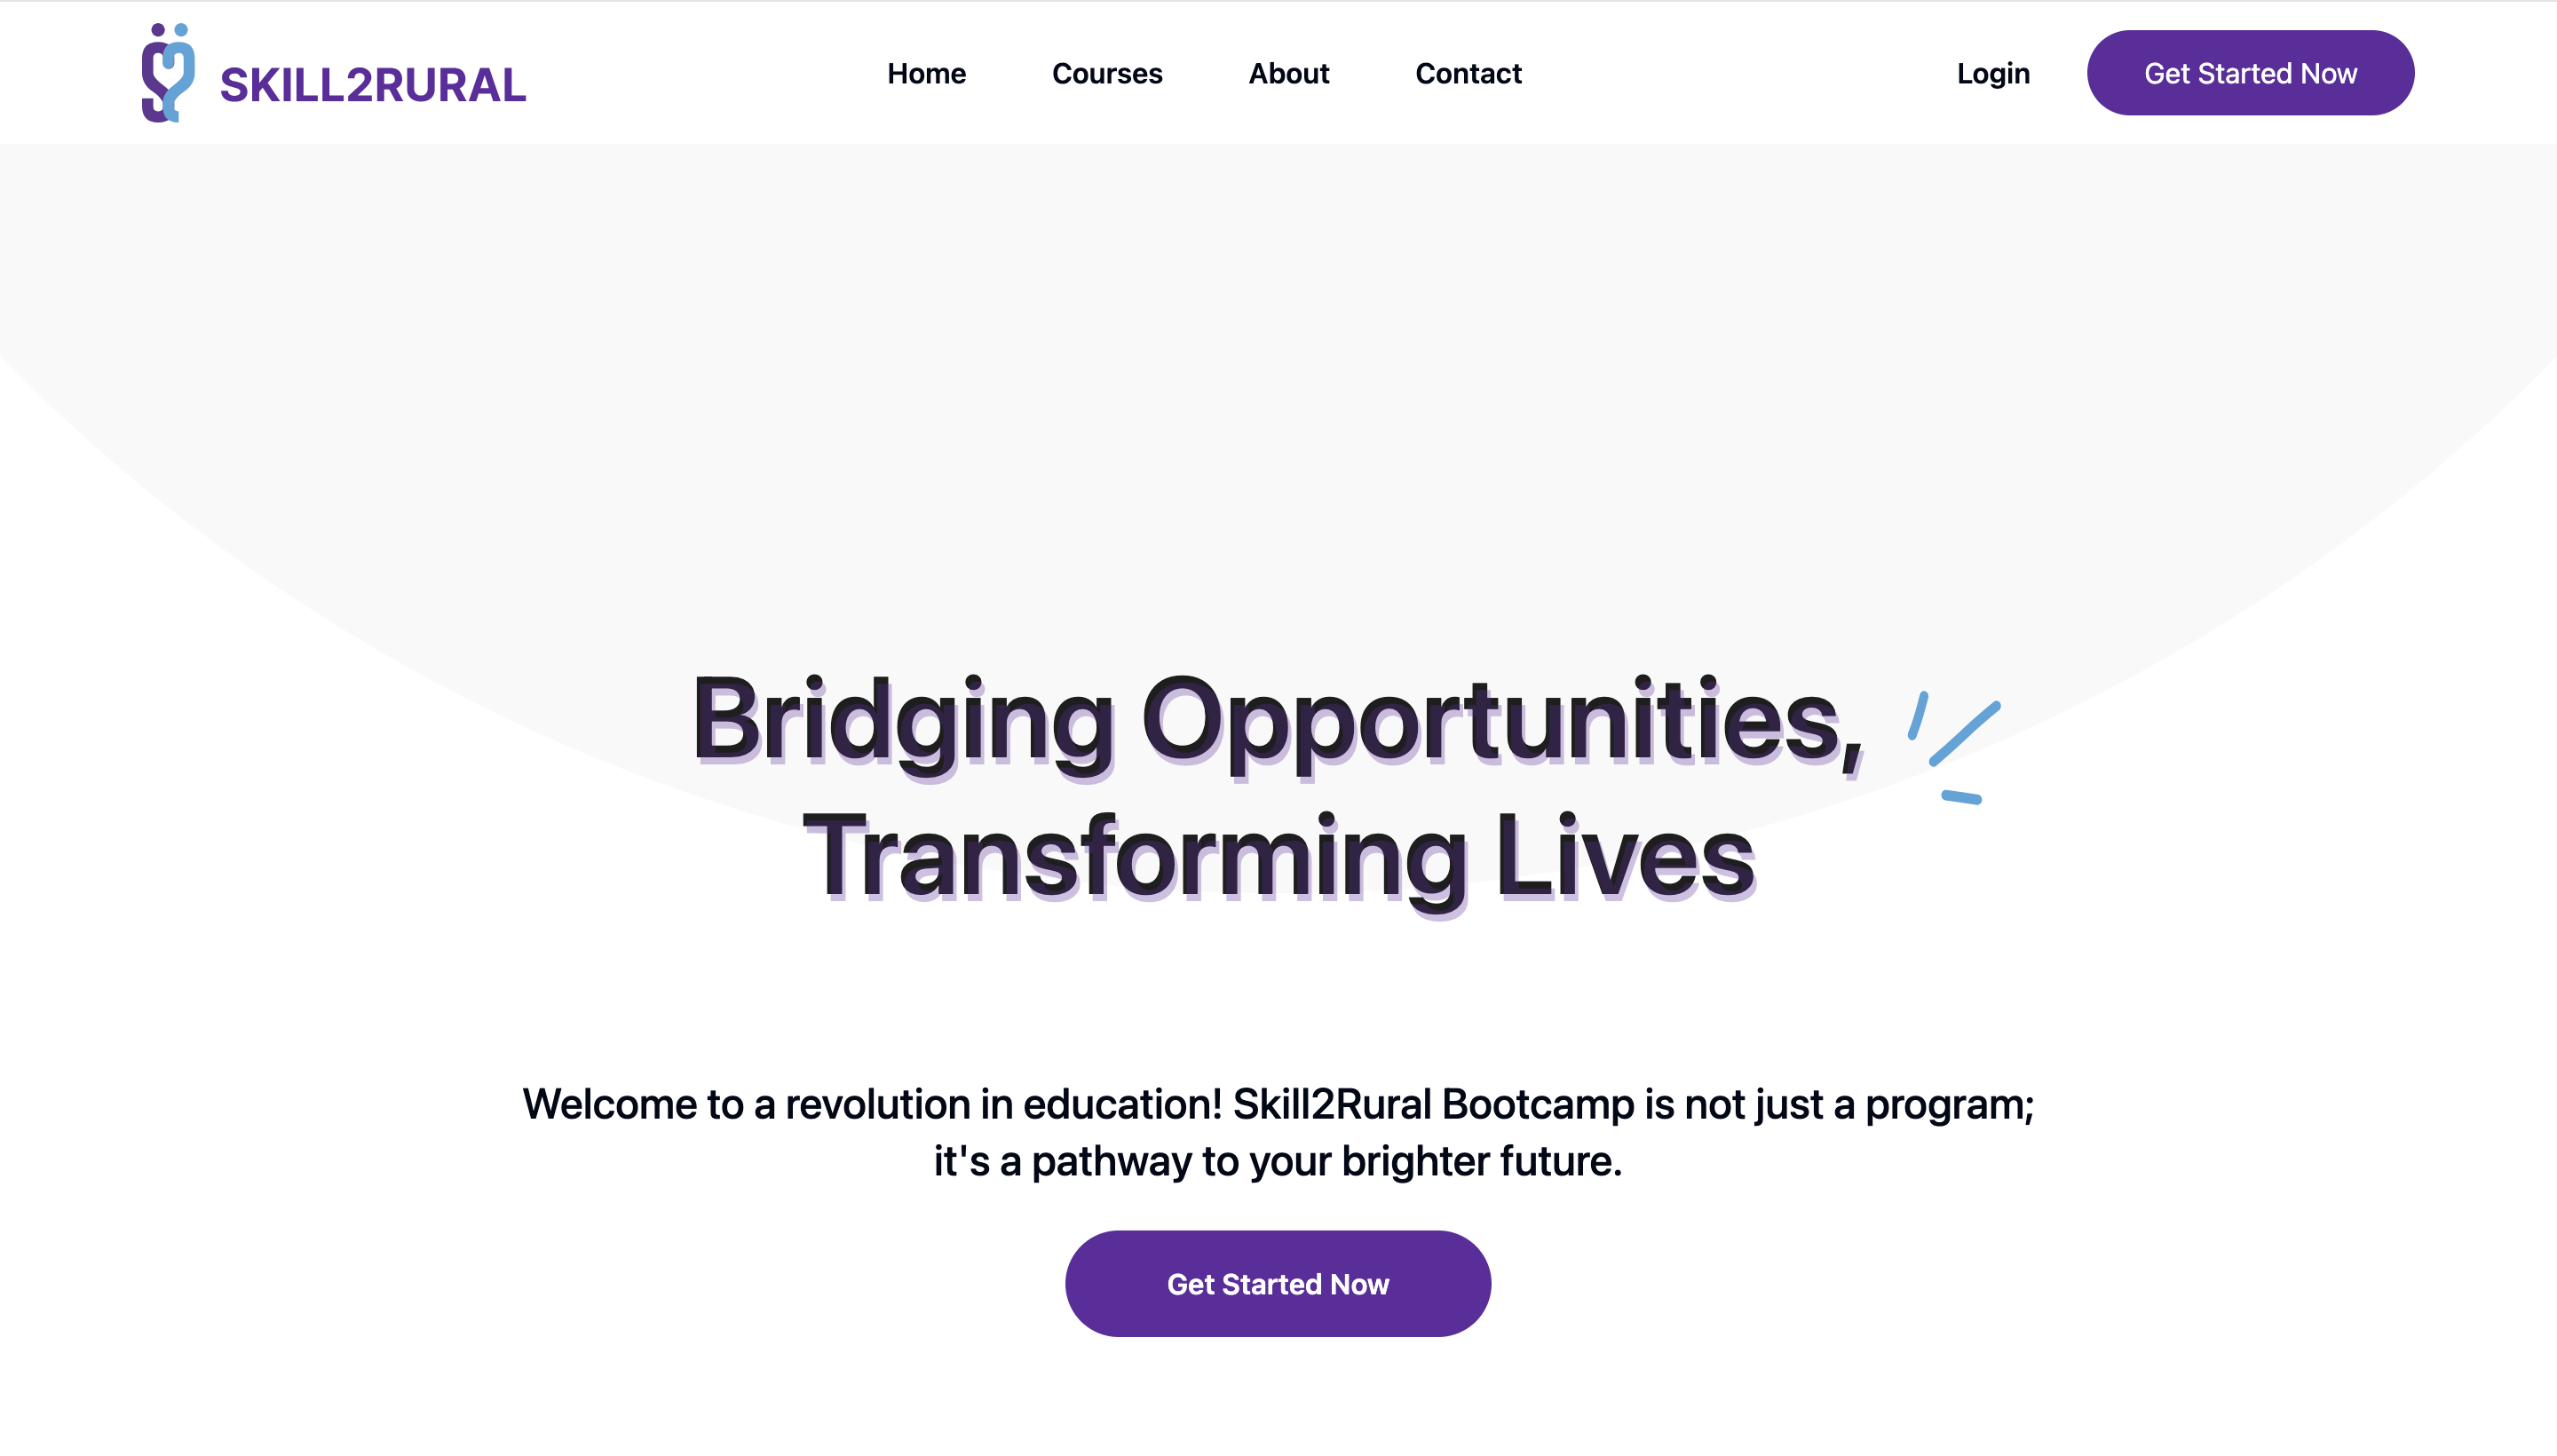 SKILL2RURAL
Home
Courses
About
Contact
Login
Get Started Now
Bridging Opportunities,
Transforming Lives
Welcome to a revolution in education! Skill2Rural Bootcamp is not just a program;
it's a pathway to your brighter future.
Get Started Now